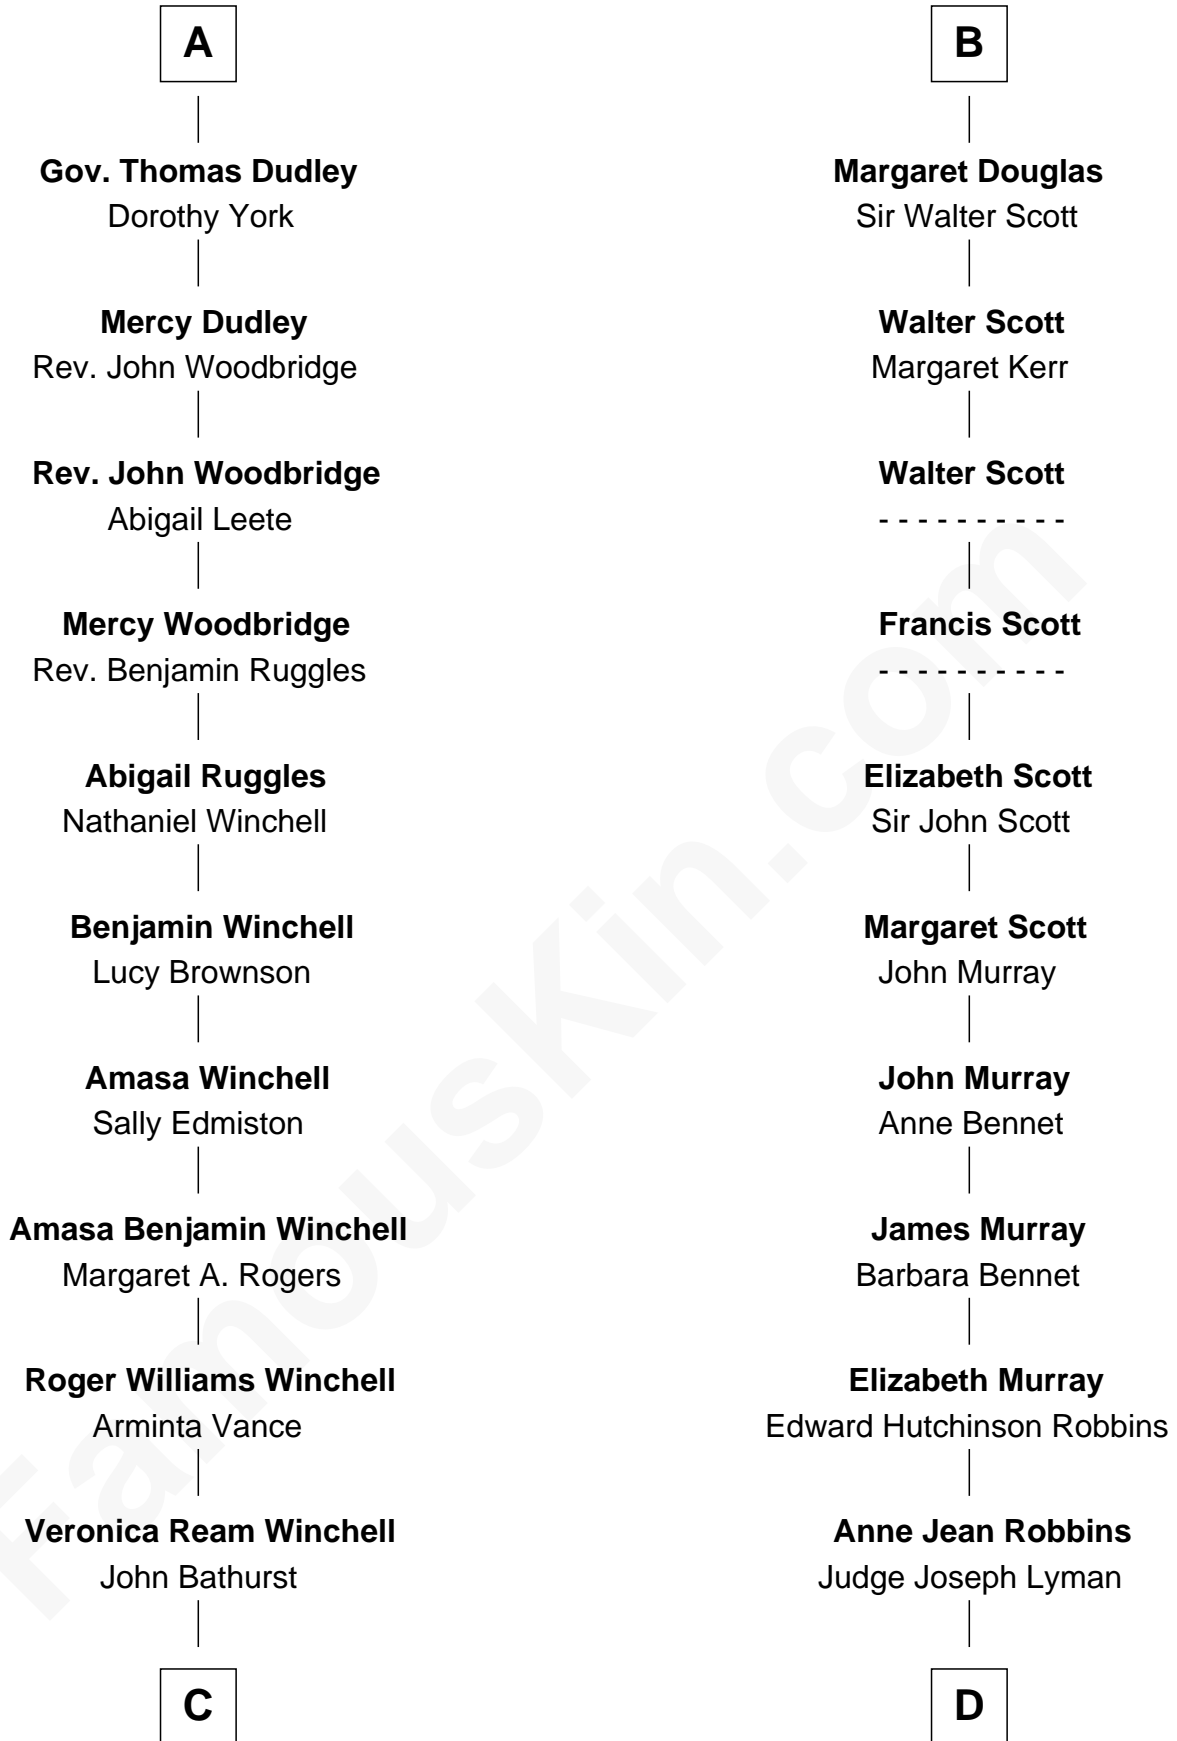 A
Gov. Thomas Dudley
Dorothy York
Mercy Dudley
Rev. John Woodbridge
Rev. John Woodbridge
Abigail Leete
Mercy Woodbridge
Rev. Benjamin Ruggles
Abigail Ruggles
Nathaniel Winchell
Benjamin Winchell
Lucy Brownson
Amasa Winchell
Sally Edmiston
Amasa Benjamin Winchell
Margaret A. Rogers
Roger Williams Winchell
Arminta Vance
Veronica Ream Winchell
John Bathurst
C
B
Margaret Douglas
Sir Walter Scott
Walter Scott
Margaret Kerr
Walter Scott
- - - - - - - - - -
Francis Scott
- - - - - - - - - -
Elizabeth Scott
Sir John Scott
Margaret Scott
John Murray
John Murray
Anne Bennet
James Murray
Barbara Bennet
Elizabeth Murray
Edward Hutchinson Robbins
Anne Jean Robbins
Judge Joseph Lyman
D
FamousKin.com